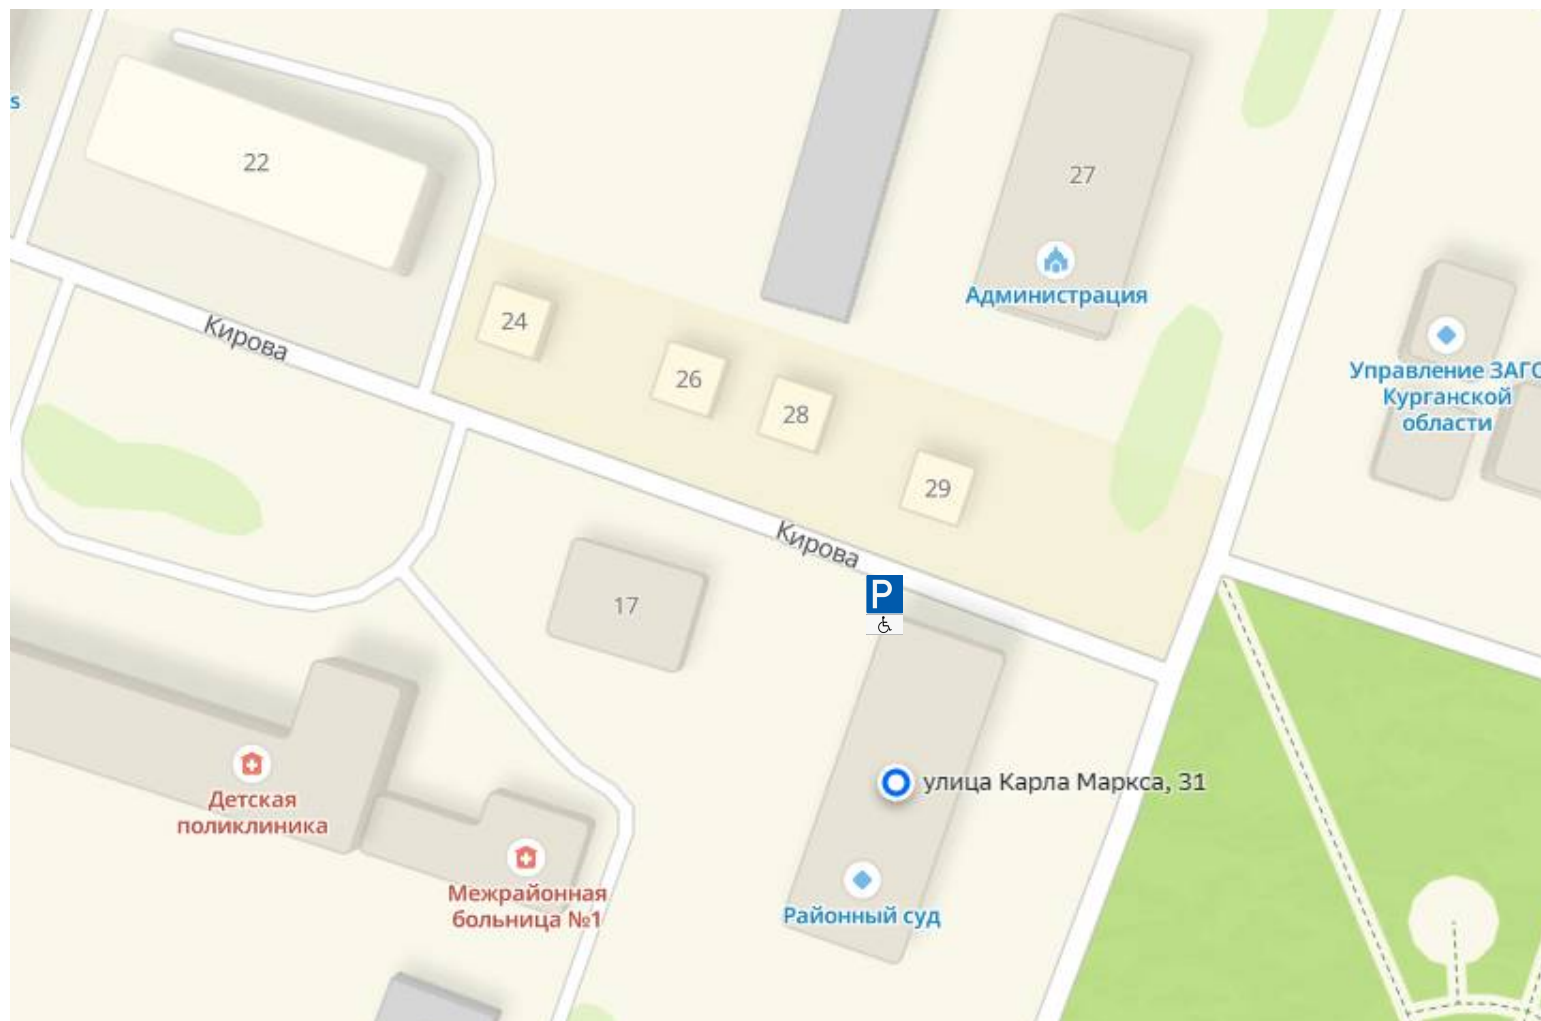 s
22
27
Администрация
24
Кирова
26
28
29
Управление ЗАГС
Курганской
области
Кирова
P
17
улица Карла Маркса, 31
Детская
поликлиника
Межрайонная
больница №1
Районный суд